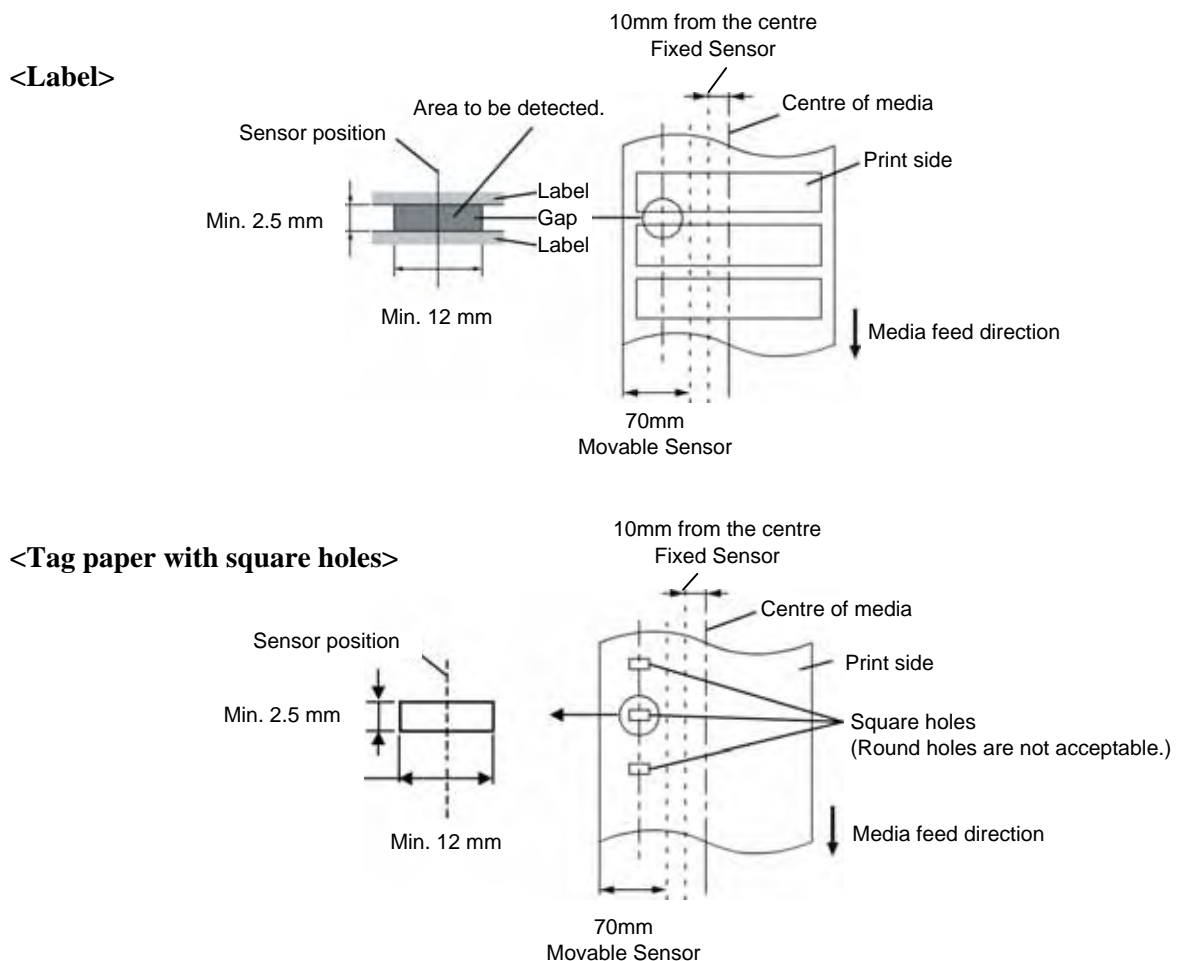 <Label>
10mm from the centre
Fixed Sensor
Centre of media
Area to be detected.
Sensor position
Print side
Label
Min. 2.5 mm
Gap
Label
Min. 12 mm
Media feed direction
70mm
Movable Sensor
<Tag paper with square holes>
10mm from the centre
Fixed Sensor
Centre of media
Sensor position
Print side
Min. 2.5 mm
Square holes
(Round holes are not acceptable.)
Min. 12 mm
Media feed direction
70mm
Movable Sensor